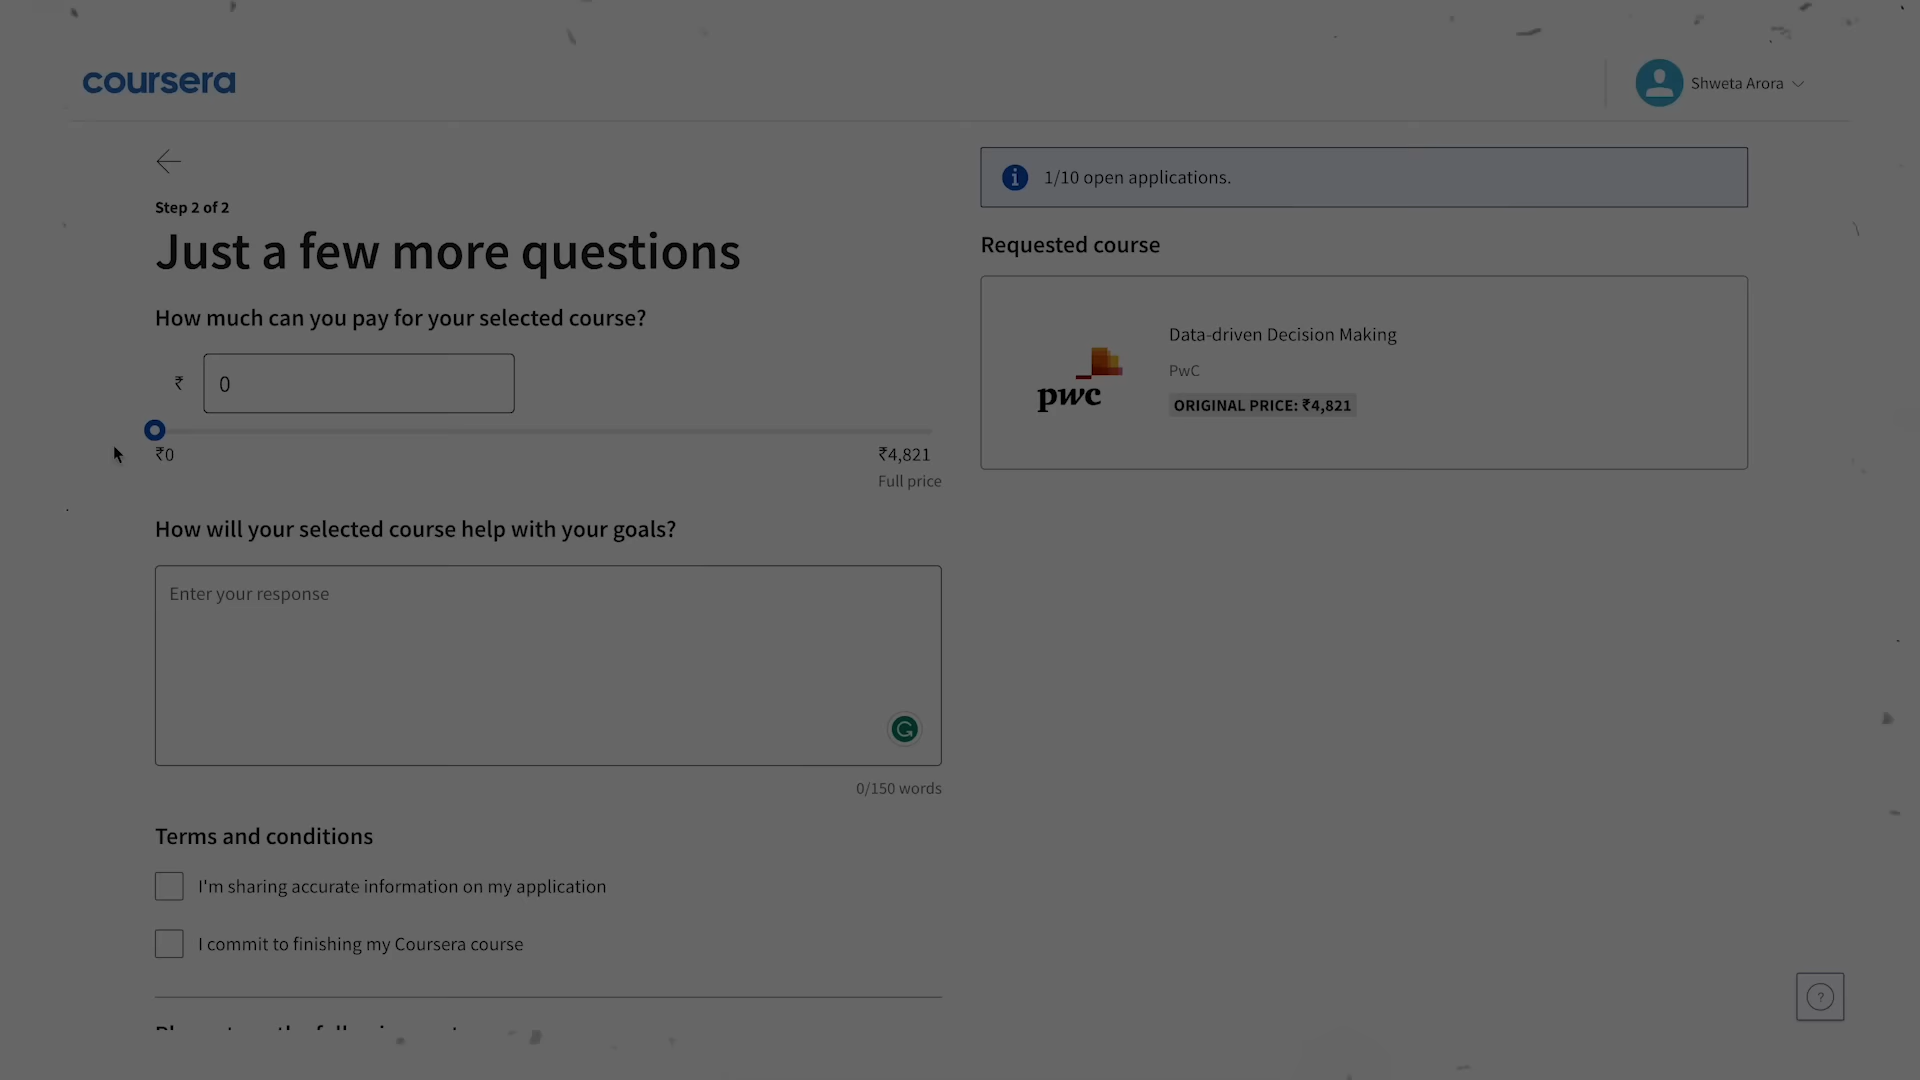 coursera
Shweta Arora
Step 2 of 2
Just a few more questions
How much can you pay for your selected course?
₹ 0
₹0
₹4,821
Full price
How will your selected course help with your goals?
Enter your response
0/150 words
Terms and conditions
I'm sharing accurate information on my application
I commit to finishing my Coursera course
1/10 open applications.
Requested course
pwc
Data-driven Decision Making
PwC
ORIGINAL PRICE: ₹4,821
?